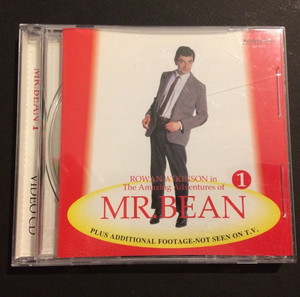 MR. BEAN 1
VIDEO CD
ROWAN ATKINSON in
The Amazing Adventures of
1
MR. BEAN
PLUS ADDITIONAL FOOTAGE-NOT SEEN ON T.V.